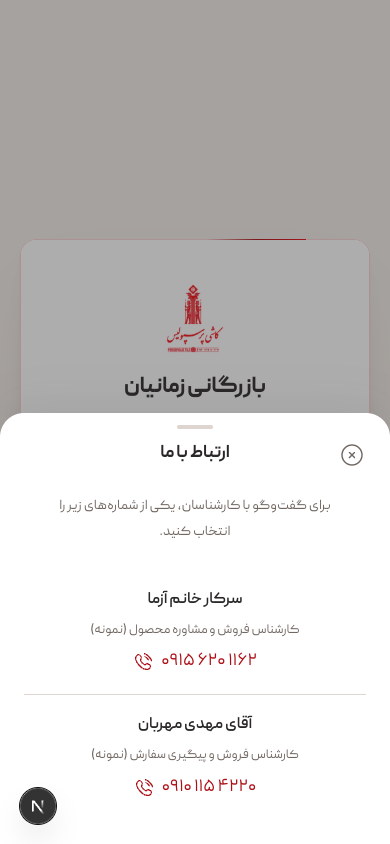 کاشی پرسپولیس
بازرگانی زمانیان
ارتباط با ما
برای گفت‌وگو با کارشناسان، یکی از شماره‌های زیر را
انتخاب کنید.
سرکار خانم آزما
کارشناس فروش و مشاوره محصول (نمونه)
۰۹۱۵ ۶۲۰ ۱۱۶۲
آقای مهدی مهربان
کارشناس فروش و پیگیری سفارش (نمونه)
۰۹۱۰ ۱۱۵ ۴۲۲۰
N